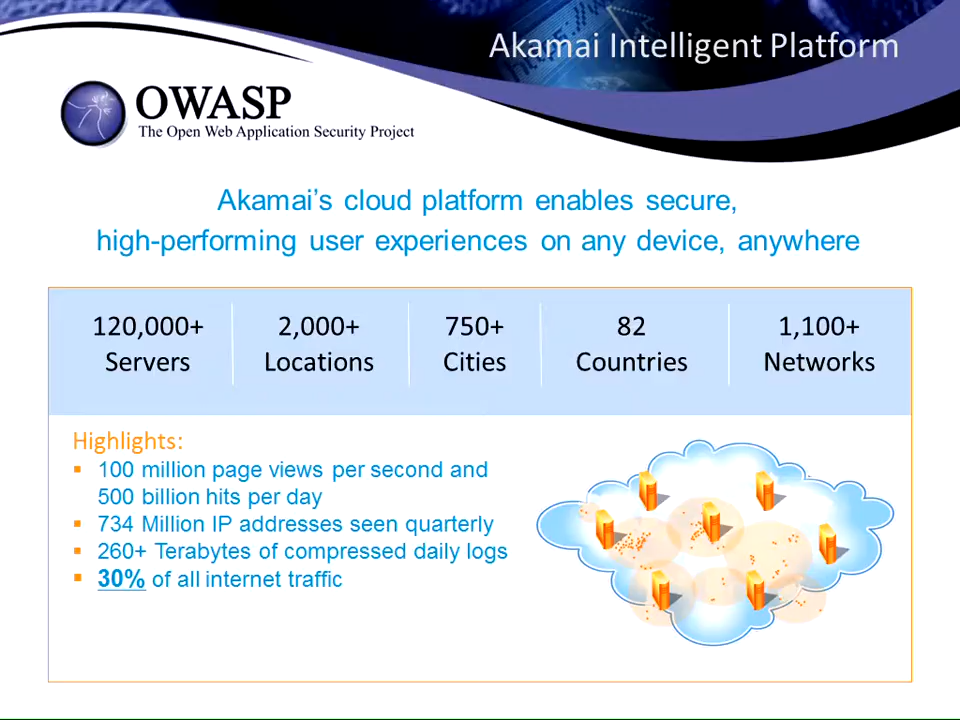 Akamai Intelligent Platform
OWASP
The Open Web Application Security Project
Akamai's cloud platform enables secure,
high-performing user experiences on any device, anywhere
120,000+ 2,000+ 750+ 82 1,100+
Servers Locations Cities Countries Networks
Highlights:
▪ 100 million page views per second and
500 billion hits per day
▪ 734 Million IP addresses seen quarterly
▪ 260+ Terabytes of compressed daily logs
▪ 30% of all internet traffic